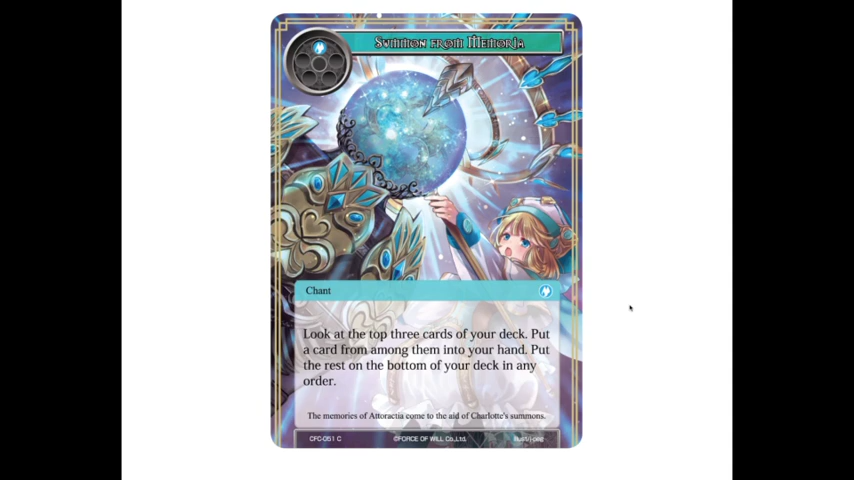 Summon from Memoria
Chant
Look at the top three cards of your deck. Put
a card from among them into your hand. Put
the rest on the bottom of your deck in any
order.
The memories of Attoractia come to the aid of Charlotte's summons.
CFC-051 C ©FORCE OF WILL Co.,Ltd. Illust/j-peg